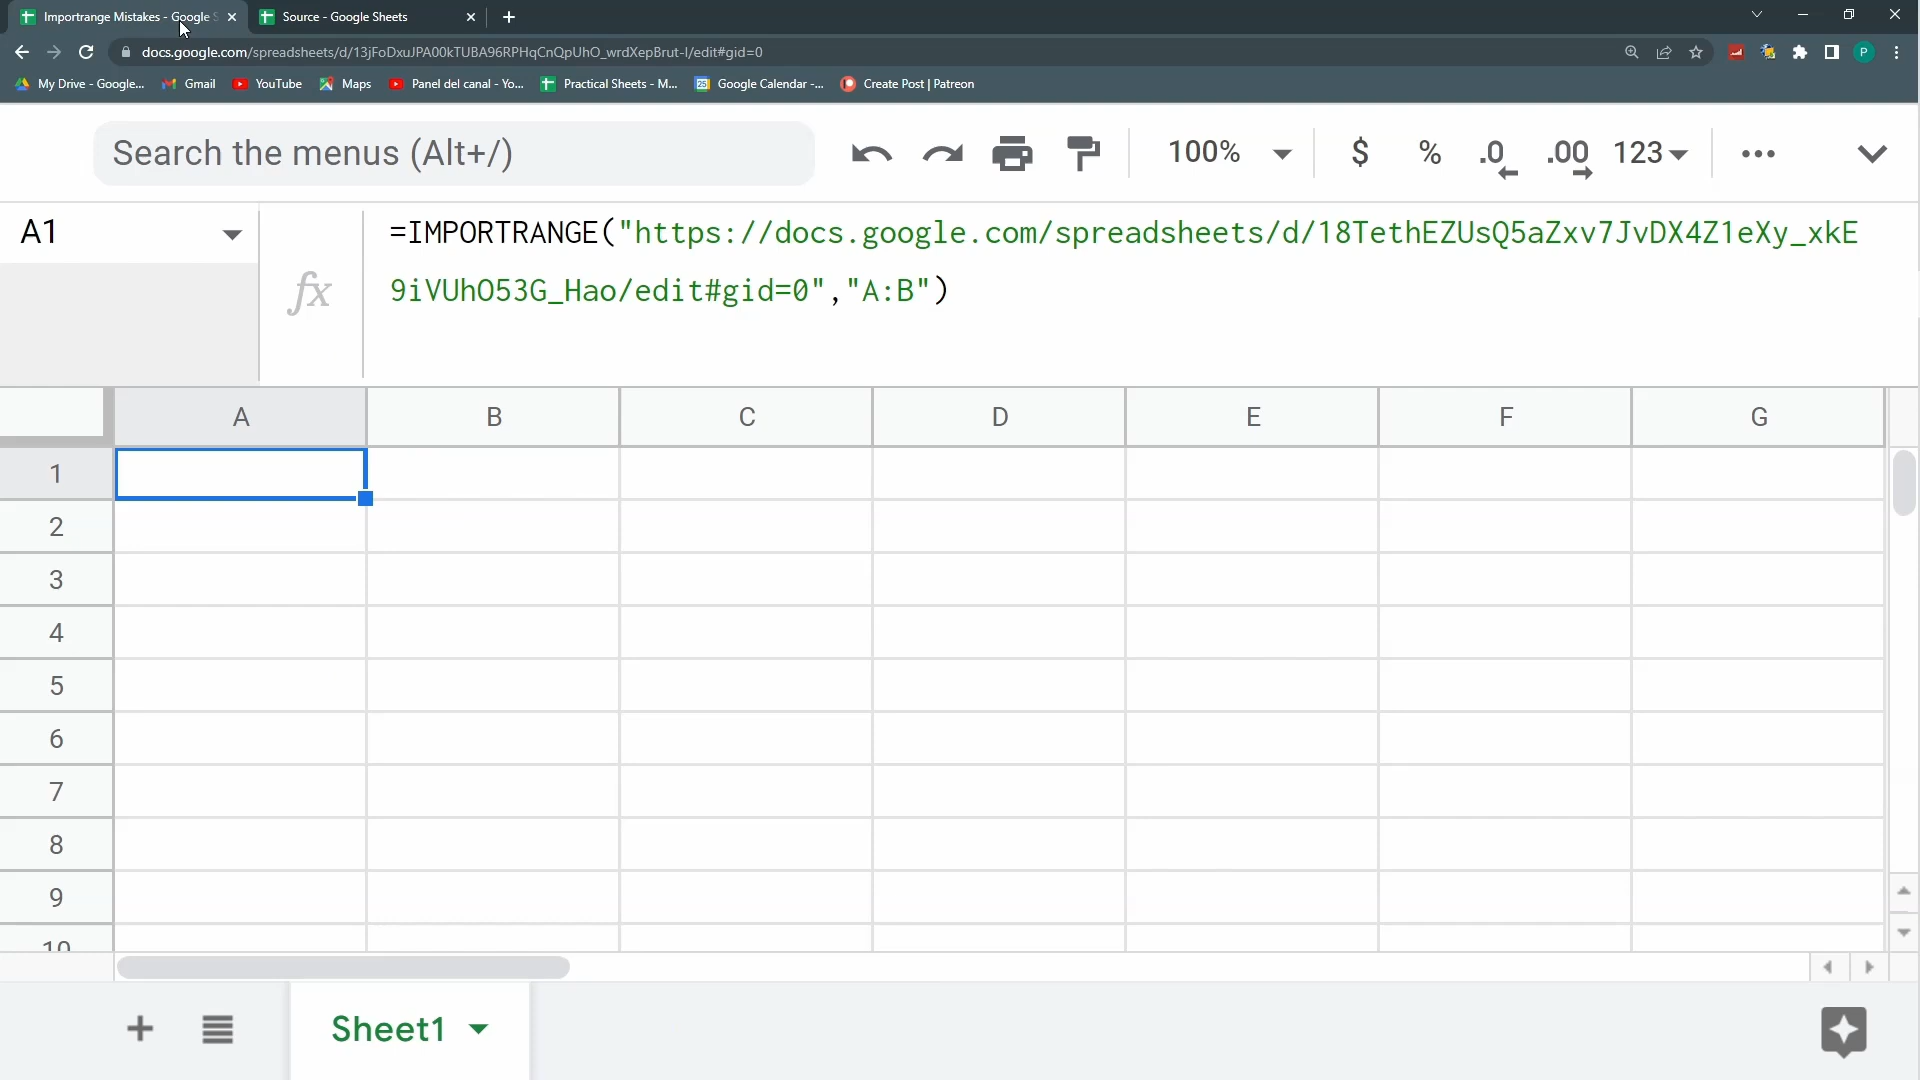 Importrange Mistakes - Google S
Source - Google Sheets
docs.google.com/spreadsheets/d/13jFoDxuJPA00kTUBA96RPHqCnQpUhO_wrdXepBrut-I/edit#gid=0
P
My Drive - Google...
Gmail
YouTube
Maps
Panel del canal - Yo...
Practical Sheets - M...
Google Calendar -...
Create Post | Patreon
Search the menus (Alt+/)
100%
$
%
.0
.00
123
A1
fx
=IMPORTRANGE("https://docs.google.com/spreadsheets/d/18TethEZUsQ5aZxv7JvDX4Z1eXy_xkE
9iVUhO53G_Hao/edit#gid=0","A:B")
A B C D E F G
1
2
3
4
5
6
7
8
9
10
Sheet1